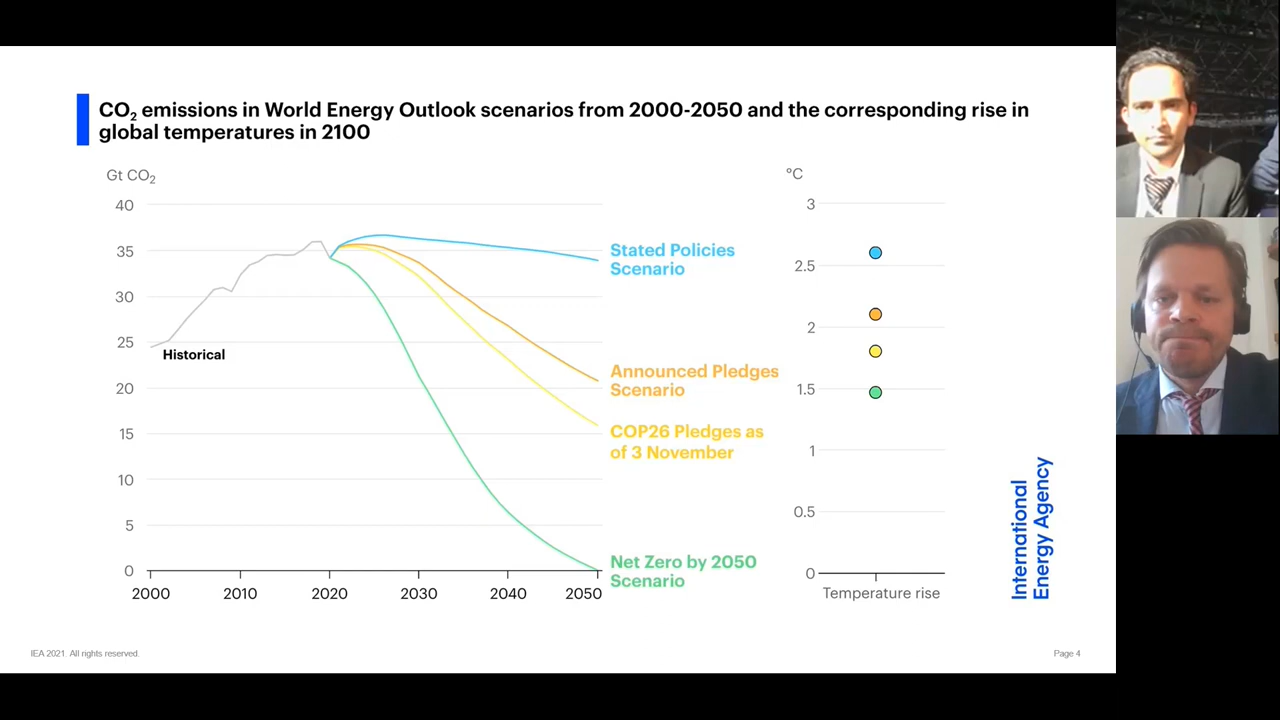 CO₂ emissions in World Energy Outlook scenarios from 2000-2050 and the corresponding rise in
global temperatures in 2100
Gt CO₂
40
35
30
25
20
15
10
5
0
2000
2010
2020
2030
2040
2050
Historical
Stated Policies
Scenario
Announced Pledges
Scenario
COP26 Pledges as
of 3 November
Net Zero by 2050
Scenario
°C
3
2.5
2
1.5
1
0.5
0
Temperature rise
International
Energy Agency
IEA 2021. All rights reserved.
Page 4